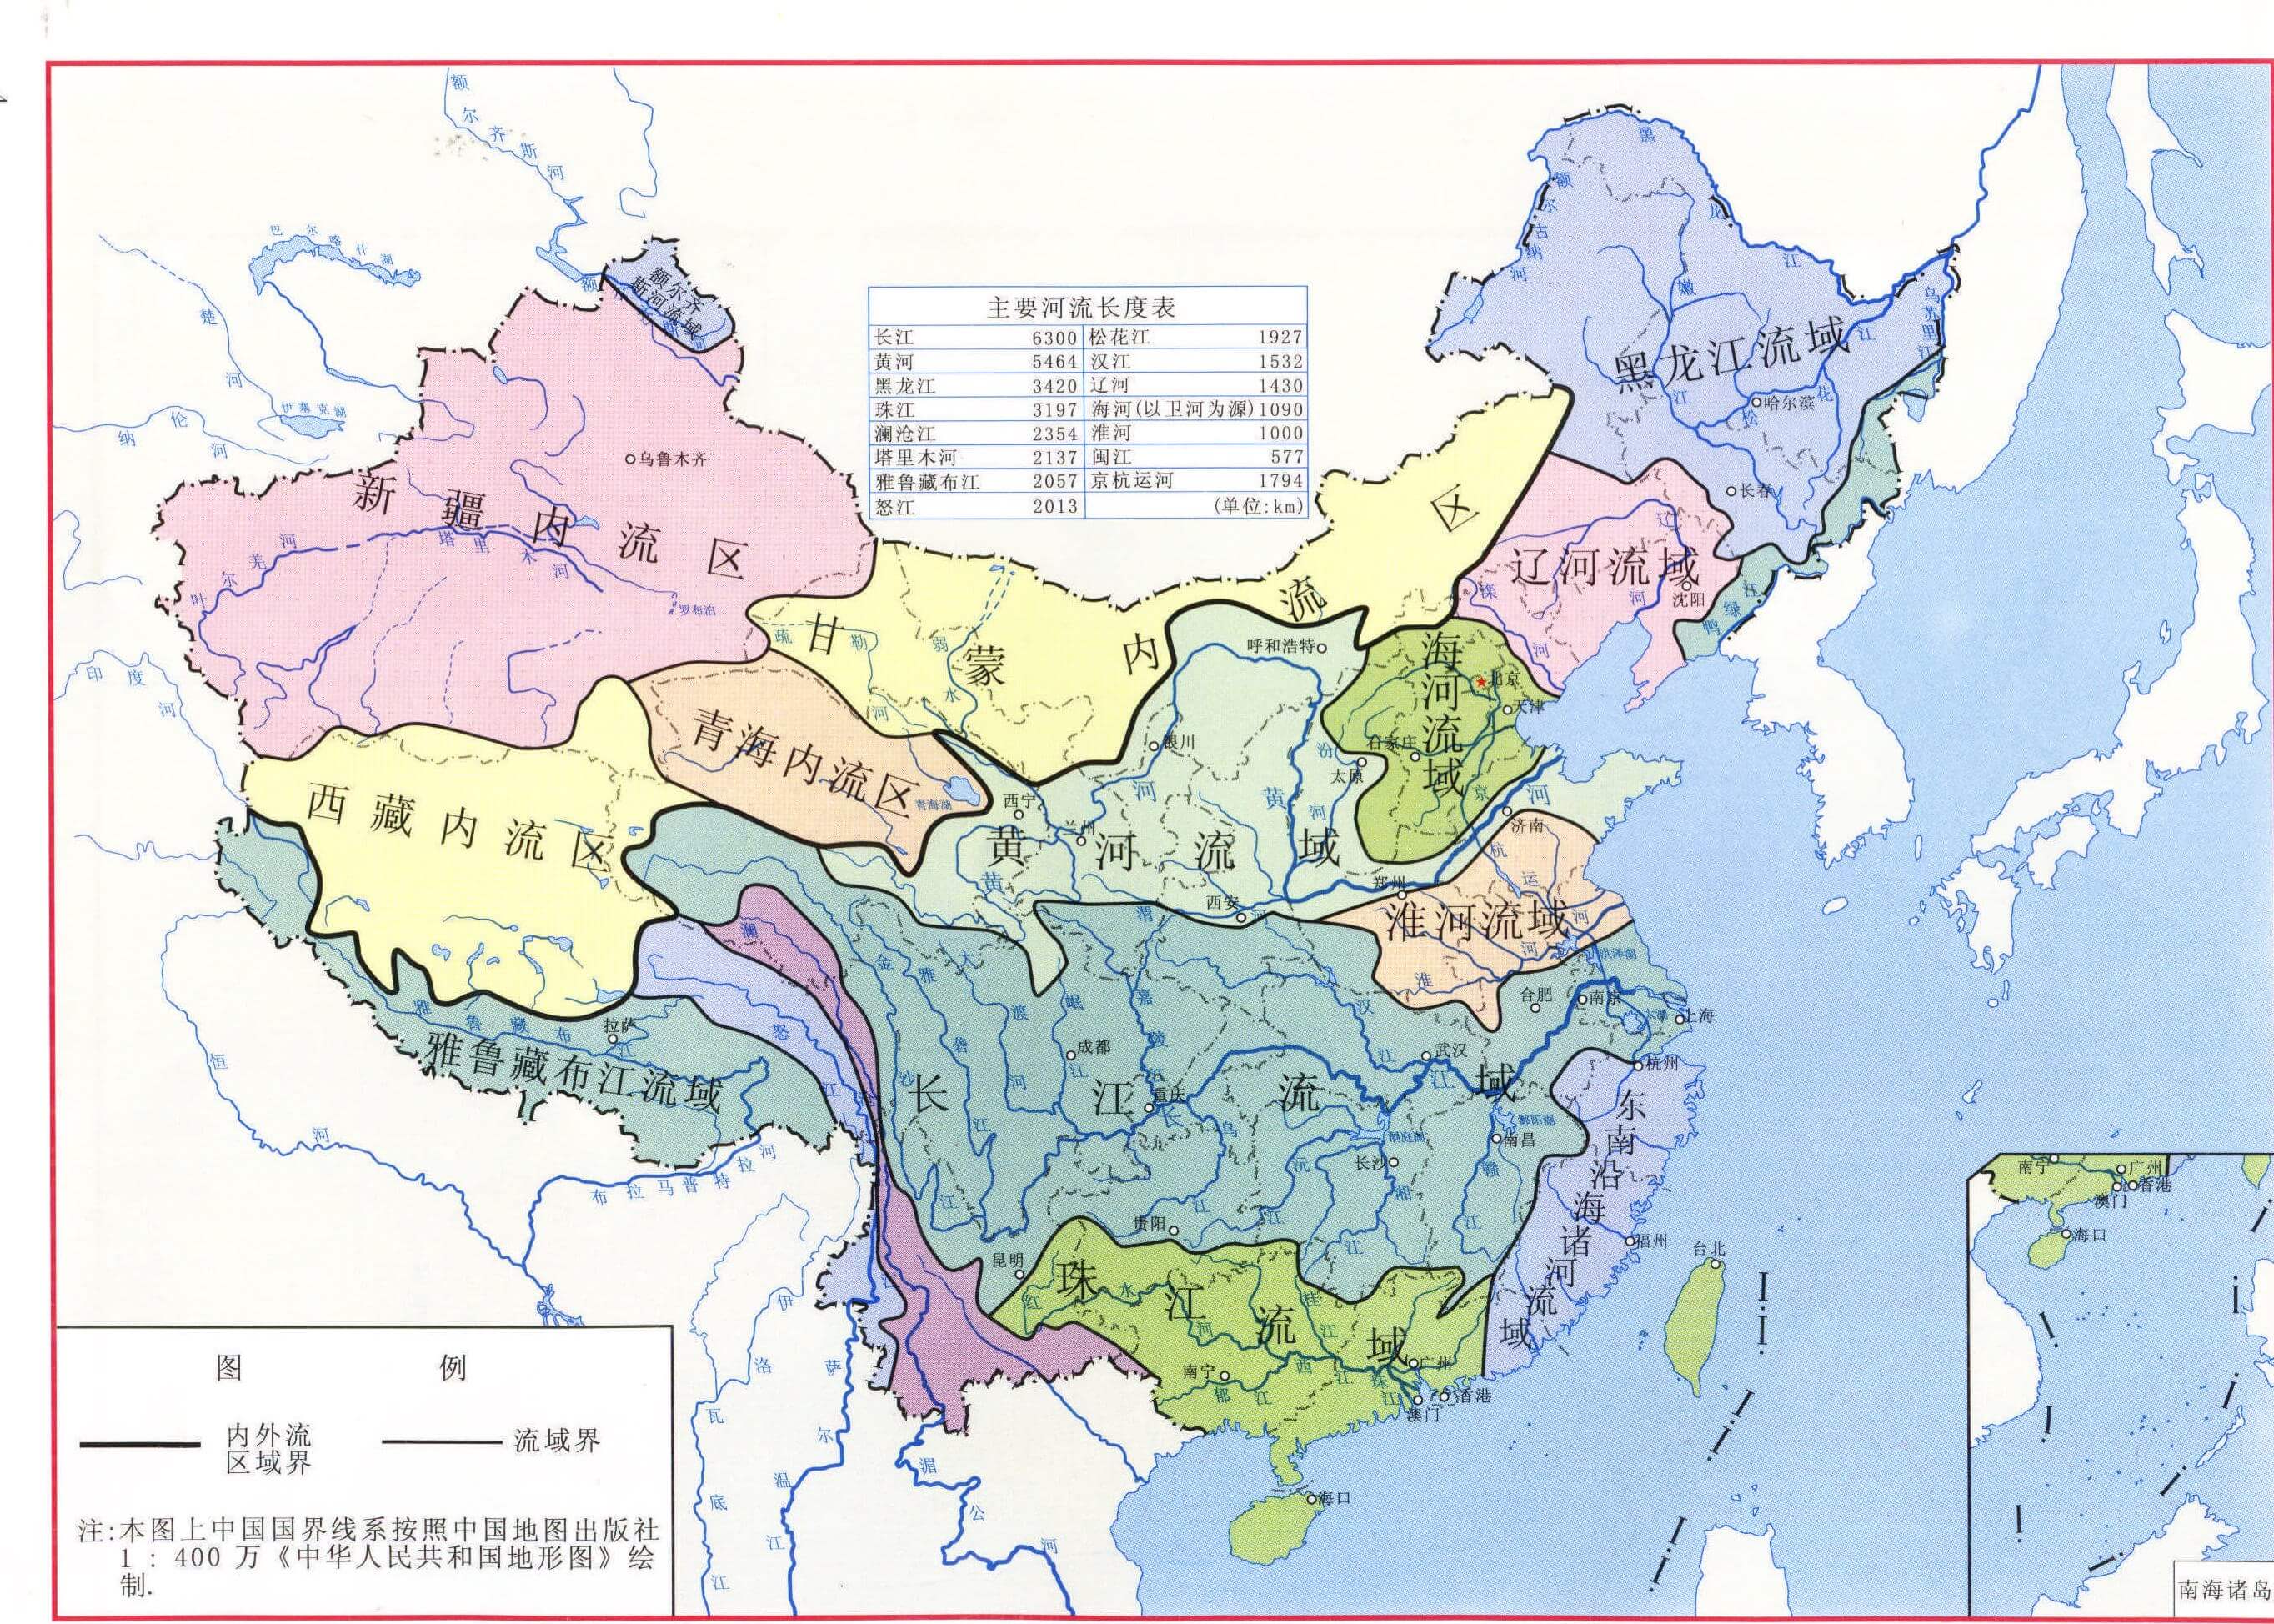 额尔齐斯河
巴尔喀什湖
楚河
伊塞克湖
纳伦河
额尔齐斯河流域
额尔古纳河
黑龙江
嫩江
乌苏里江
黑龙江流域
哈尔滨
松花江
长春
主要河流长度表
长江 6300 松花江 1927
黄河 5464 汉江 1532
黑龙江 3420 辽河 1430
珠江 3197 海河(以卫河为源) 1090
澜沧江 2354 淮河 1000
塔里木河 2137 闽江 577
雅鲁藏布江 2057 京杭运河 1794
怒江 2013 (单位:km)
乌鲁木齐
新疆内流区
叶尔羌河
塔里木河
罗布泊
印度河
甘蒙内流区
疏勒河
弱水
辽河流域
辽河
沈阳
滦河
鸭绿江
呼和浩特
海河流域
北京
天津
石家庄
太原
汾河
银川
青海内流区
青海湖
西宁
兰州
西藏内流区
黄河流域
黄河
黄河
济南
京杭运河
郑州
西安
渭河
淮河流域
淮河
洪泽湖
澜
怒江
金沙江
雅砻江
大渡河
岷江
嘉陵江
汉江
合肥
南京
太湖
上海
杭州
武汉
成都
重庆
长江
乌江
长江流域
洞庭湖
鄱阳湖
南昌
长沙
沅江
湘江
赣江
贵阳
昆明
雅鲁藏布江
拉萨
雅鲁藏布江流域
恒河
布拉马普特拉河
东南沿海诸河流域
福州
台北
珠江流域
红水河
桂江
西江
珠江
郁江
南宁
广州
香港
澳门
海口
伊洛瓦底江
萨尔温江
湄公河
南宁
广州
香港
澳门
海口
南海诸岛
图例
内外流
区域界
流域界
注:本图上中国国界线系按照中国地图出版社
1:400万《中华人民共和国地形图》绘
制.